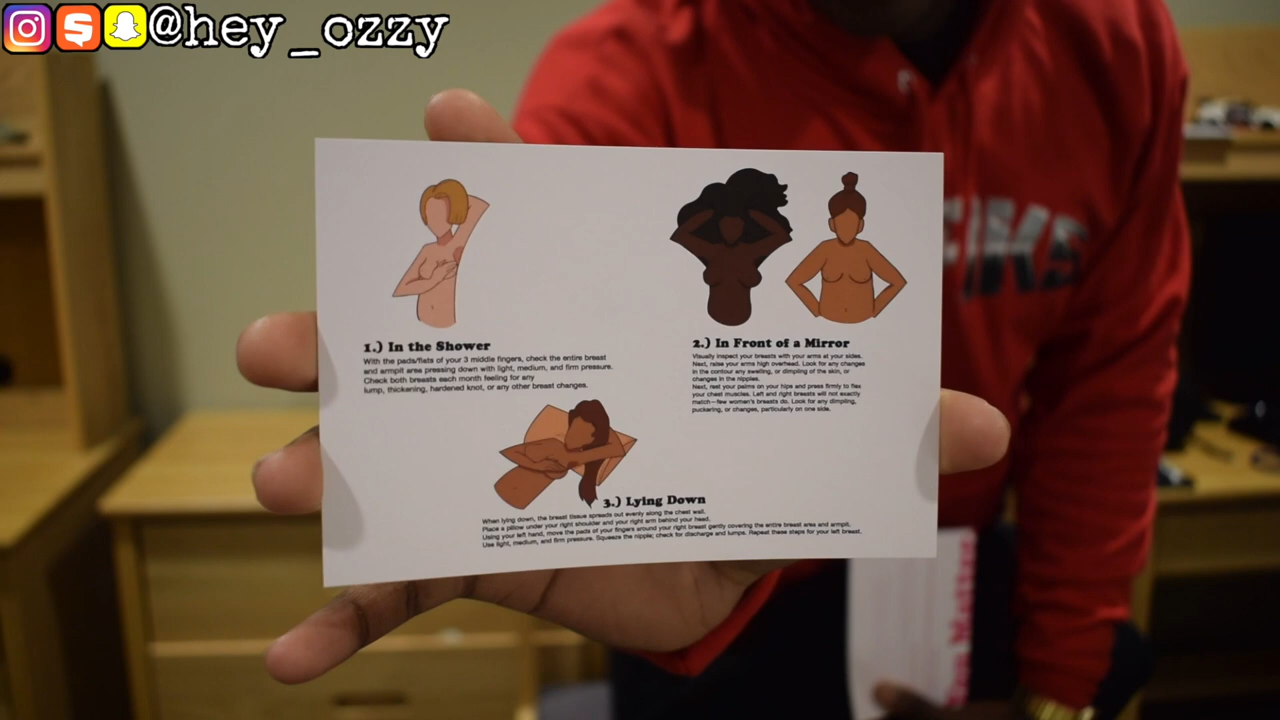 @hey_ozzy
1.) In the Shower
With the pads/flats of your 3 middle fingers, check the entire breast
and armpit area pressing down with light, medium, and firm pressure.
Check both breasts each month feeling for any
lump, thickening, hardened knot, or any other breast changes.
2.) In Front of a Mirror
Visually inspect your breasts with your arms at your sides.
Next, raise your arms high overhead. Look for any changes
in the contour any swelling, or dimpling of the skin, or
changes in the nipples.
Next, rest your palms on your hips and press firmly to flex
your chest muscles. Left and right breasts will not exactly
match—few women's breasts do. Look for any dimpling,
puckering, or changes, particularly on one side.
3.) Lying Down
When lying down, the breast tissue spreads out evenly along the chest wall.
Place a pillow under your right shoulder and your right arm behind your head.
Using your left hand, move the pads of your fingers around your right breast gently covering the entire breast area and armpit.
Use light, medium, and firm pressure. Squeeze the nipple; check for discharge and lumps. Repeat these steps for your left breast.